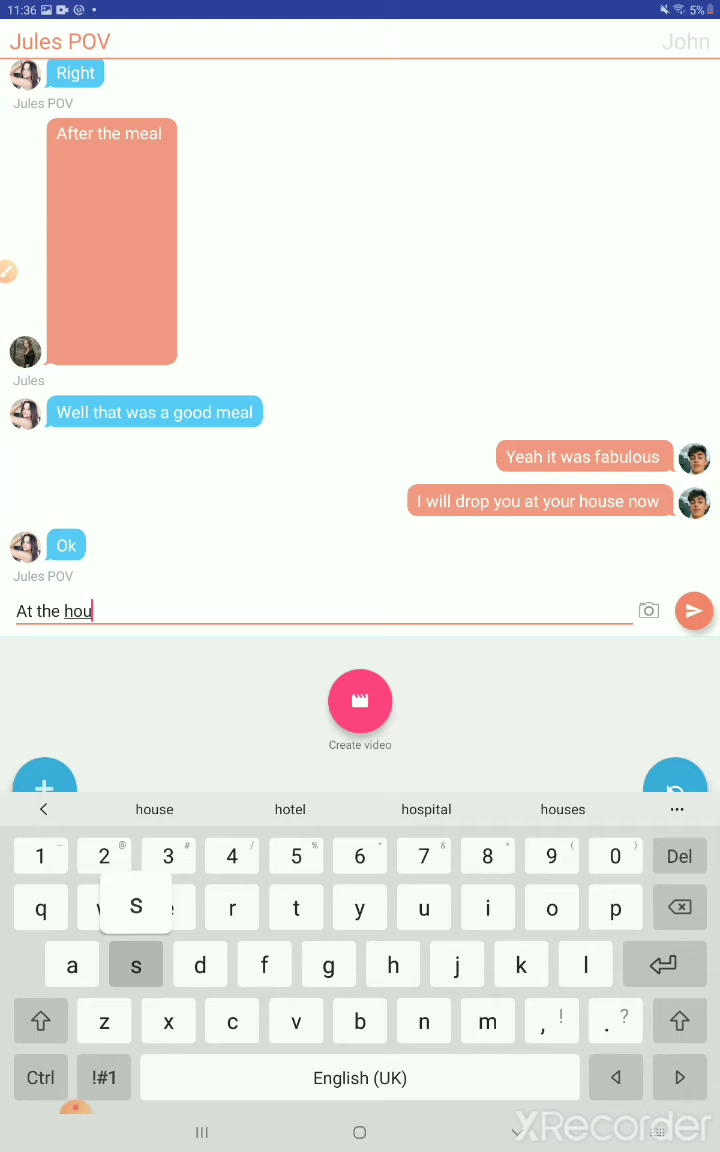 11:36
5%
Jules POV
John
Right
Jules POV
After the meal
Jules
Well that was a good meal
Yeah it was fabulous
I will drop you at your house now
Ok
Jules POV
At the hou
Create video
house hotel hospital houses
1 2 @ 3 # 4 / 5 % 6 7 & 8 9 ( 0 ) Del
q s r t y u i o p
a s d f g h j k l
z x c v b n m , ! . ?
Ctrl !#1 English (UK)
XRecorder